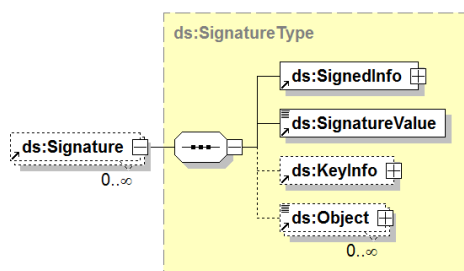 ds:SignatureType
ds:SignedInfo
ds:SignatureValue
ds:Signature
0..∞
ds:KeyInfo
ds:Object
0..∞